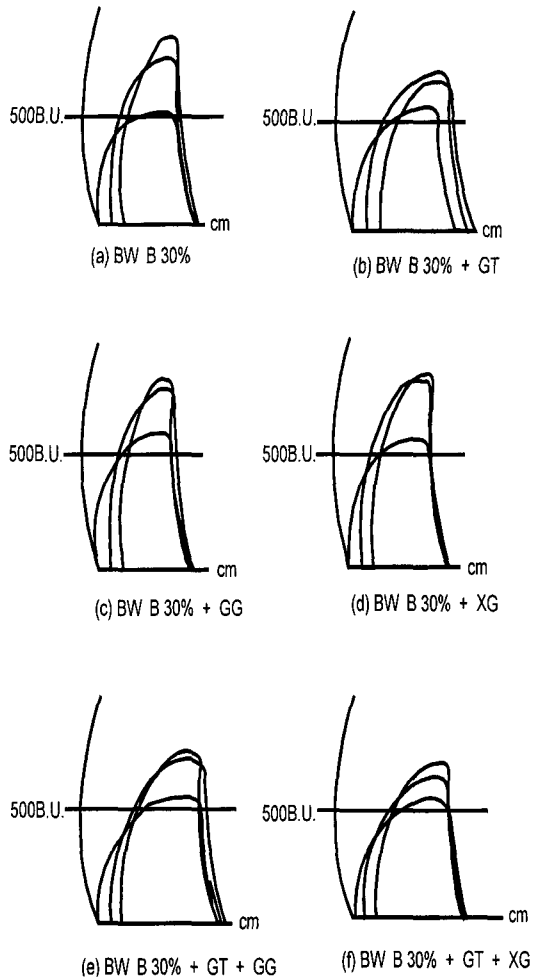 500B.U.
cm
(a) BW B 30%
500B.U.
cm
(b) BW B 30% + GT
500B.U.
cm
(c) BW B 30% + GG
500B.U.
cm
(d) BW B 30% + XG
500B.U.
cm
(e) BW B 30% + GT + GG
500B.U.
cm
(f) BW B 30% + GT + XG